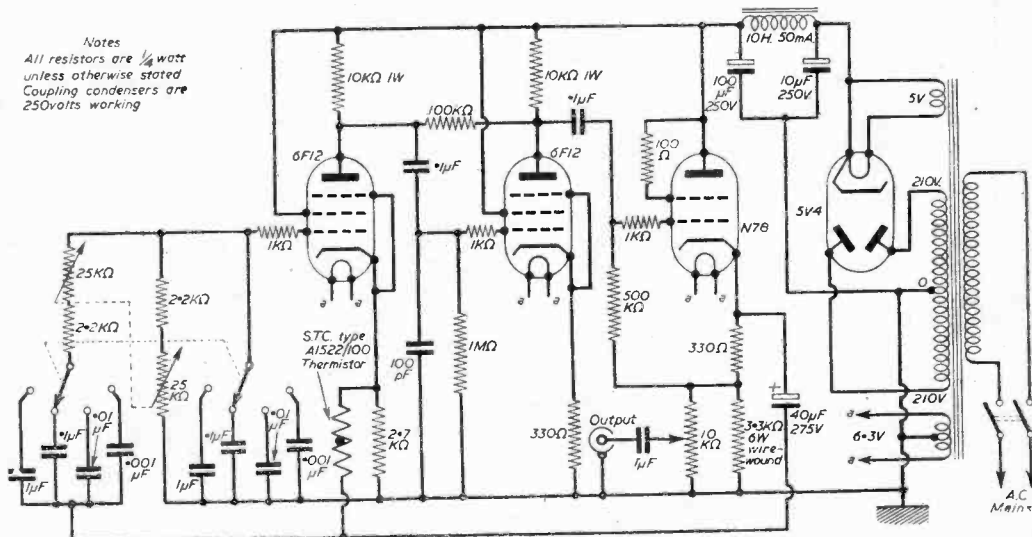 Notes
All resistors are 1/4 watt
unless otherwise stated
Coupling condensers are
250volts working
10KΩ 1W
100KΩ
10KΩ 1W
·1μF
10H. 50mA.
100
μF
250V
10μF
250V
5V
6F12
·1μF
6F12
100
Ω
210V.
5V4
N78
1KΩ
1KΩ
1KΩ
0
25KΩ
2·2KΩ
2·2KΩ
25
KΩ
S.T.C. type
A1522/100
Thermistor
100
pF
1MΩ
500
KΩ
330Ω
a a
a a
a a
+
40μF
275V
210V
a
6·3V
a
·1μF
·01
μF
·001
μF
1μF
·1μF
·01
μF
·001
μF
1μF
2·7
KΩ
330Ω
Output
1μF
10
KΩ
3·3KΩ
6W
wire-
wound
A.C.
Mains